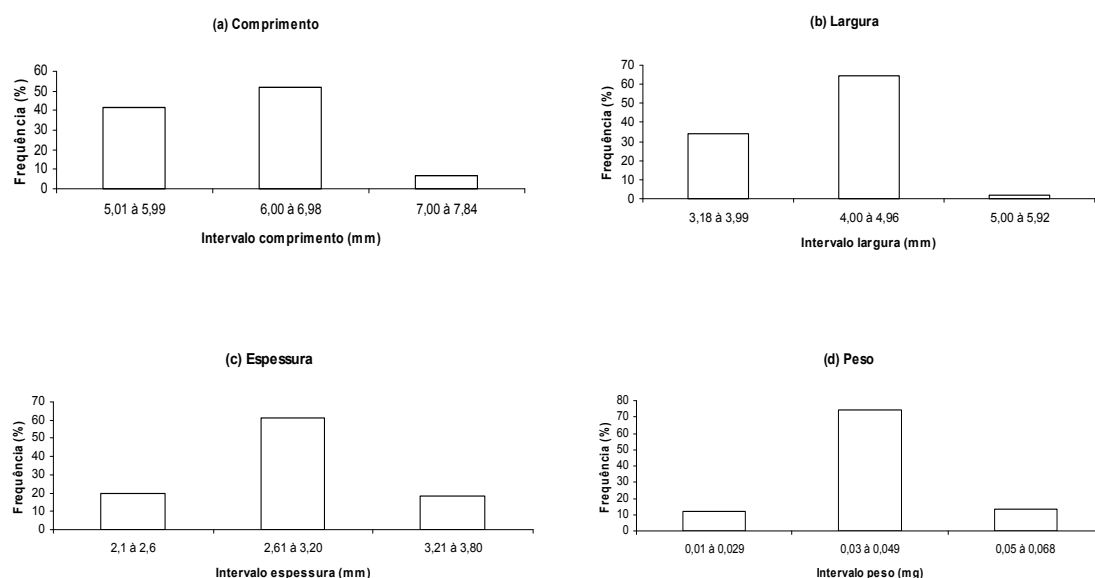 (a) Comprimento
Frequência (%)
60
50
40
30
20
10
0
5,01 à 5,99
6,00 à 6,98
7,00 à 7,84
Intervalo comprimento (mm)
(b) Largura
Frequência (%)
70
60
50
40
30
20
10
0
3,18 à 3,99
4,00 à 4,96
5,00 à 5,92
Intervalo largura (mm)
(c) Espessura
Frequência (%)
70
60
50
40
30
20
10
0
2,1 à 2,6
2,61 à 3,20
3,21 à 3,80
Intervalo espessura (mm)
(d) Peso
Frequência (%)
80
70
60
50
40
30
20
10
0
0,01 à 0,029
0,03 à 0,049
0,05 à 0,068
Intervalo peso (mg)